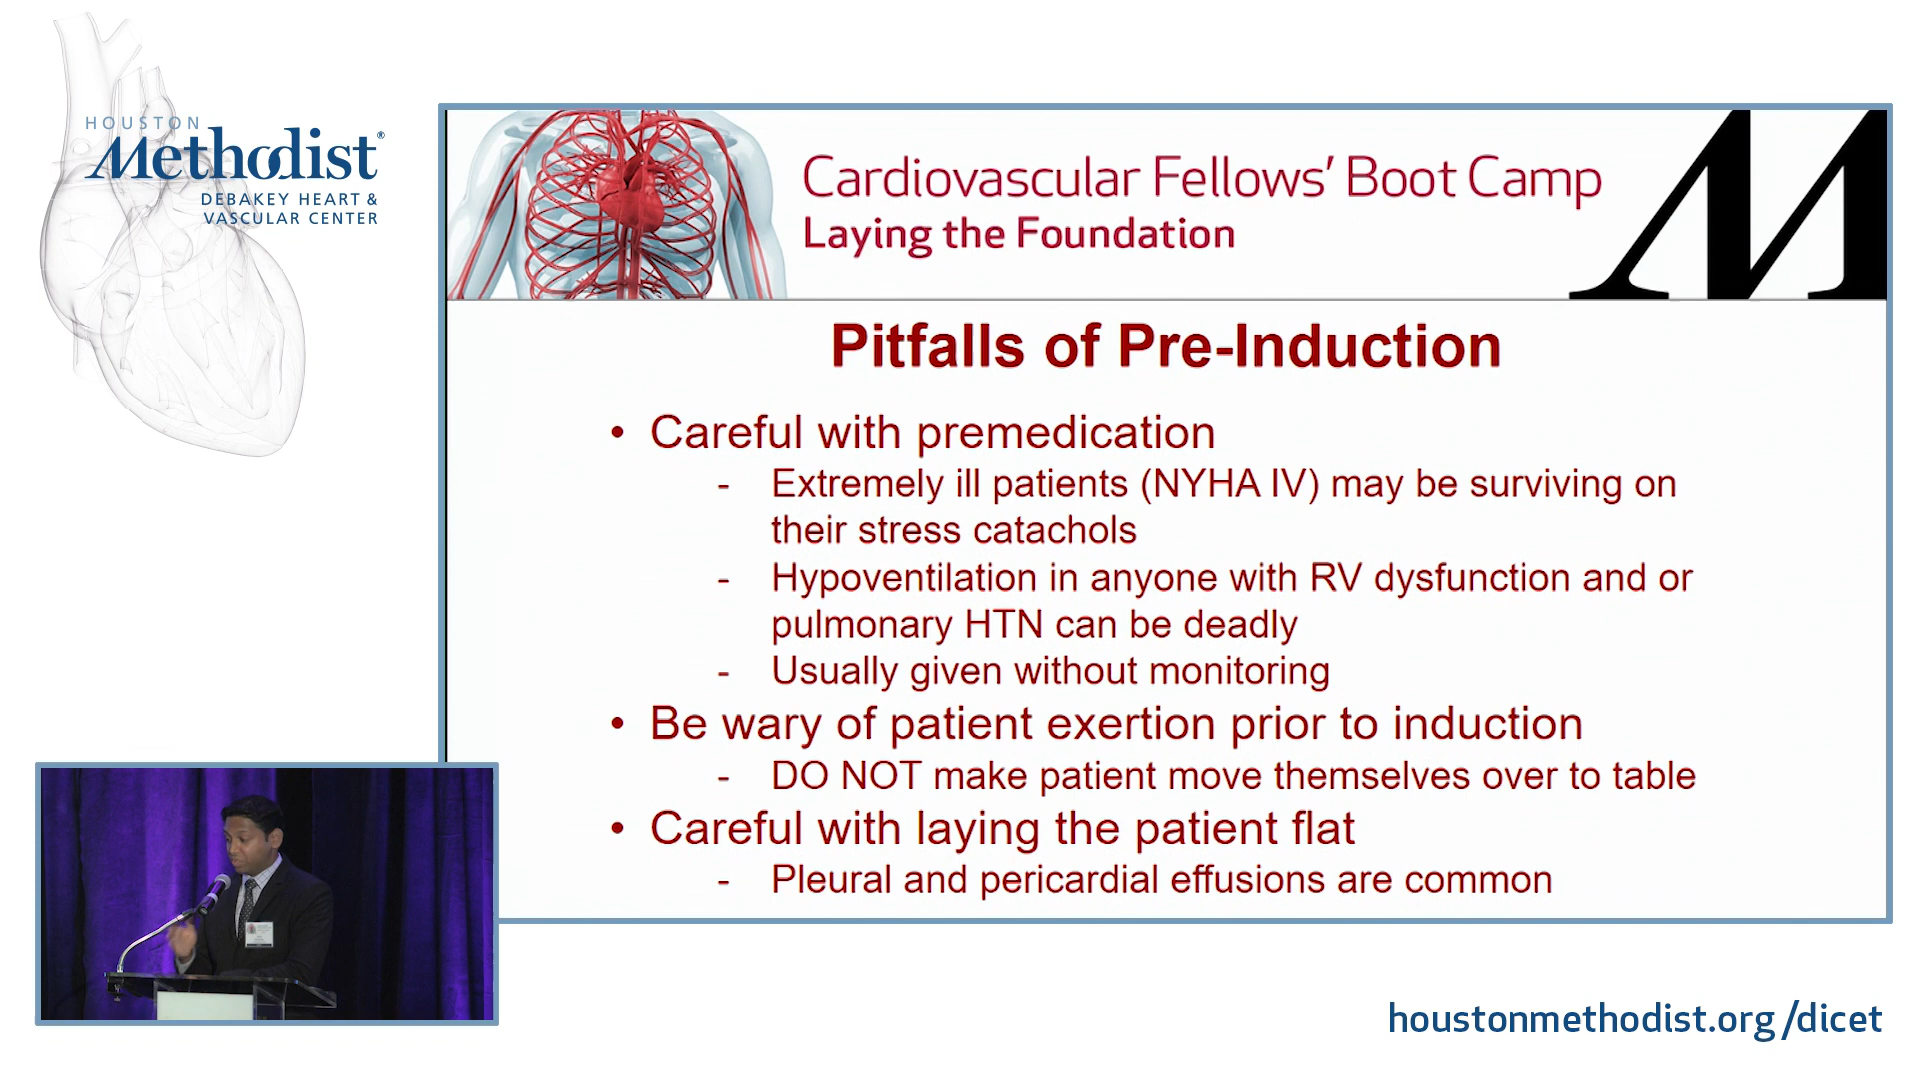 HOUSTON
Methodist®
DEBAKEY HEART &
VASCULAR CENTER
Cardiovascular Fellows' Boot Camp
Laying the Foundation
M
Pitfalls of Pre-Induction
• Careful with premedication
- Extremely ill patients (NYHA IV) may be surviving on
their stress catachols
- Hypoventilation in anyone with RV dysfunction and or
pulmonary HTN can be deadly
- Usually given without monitoring
• Be wary of patient exertion prior to induction
- DO NOT make patient move themselves over to table
• Careful with laying the patient flat
- Pleural and pericardial effusions are common
houstonmethodist.org/dicet